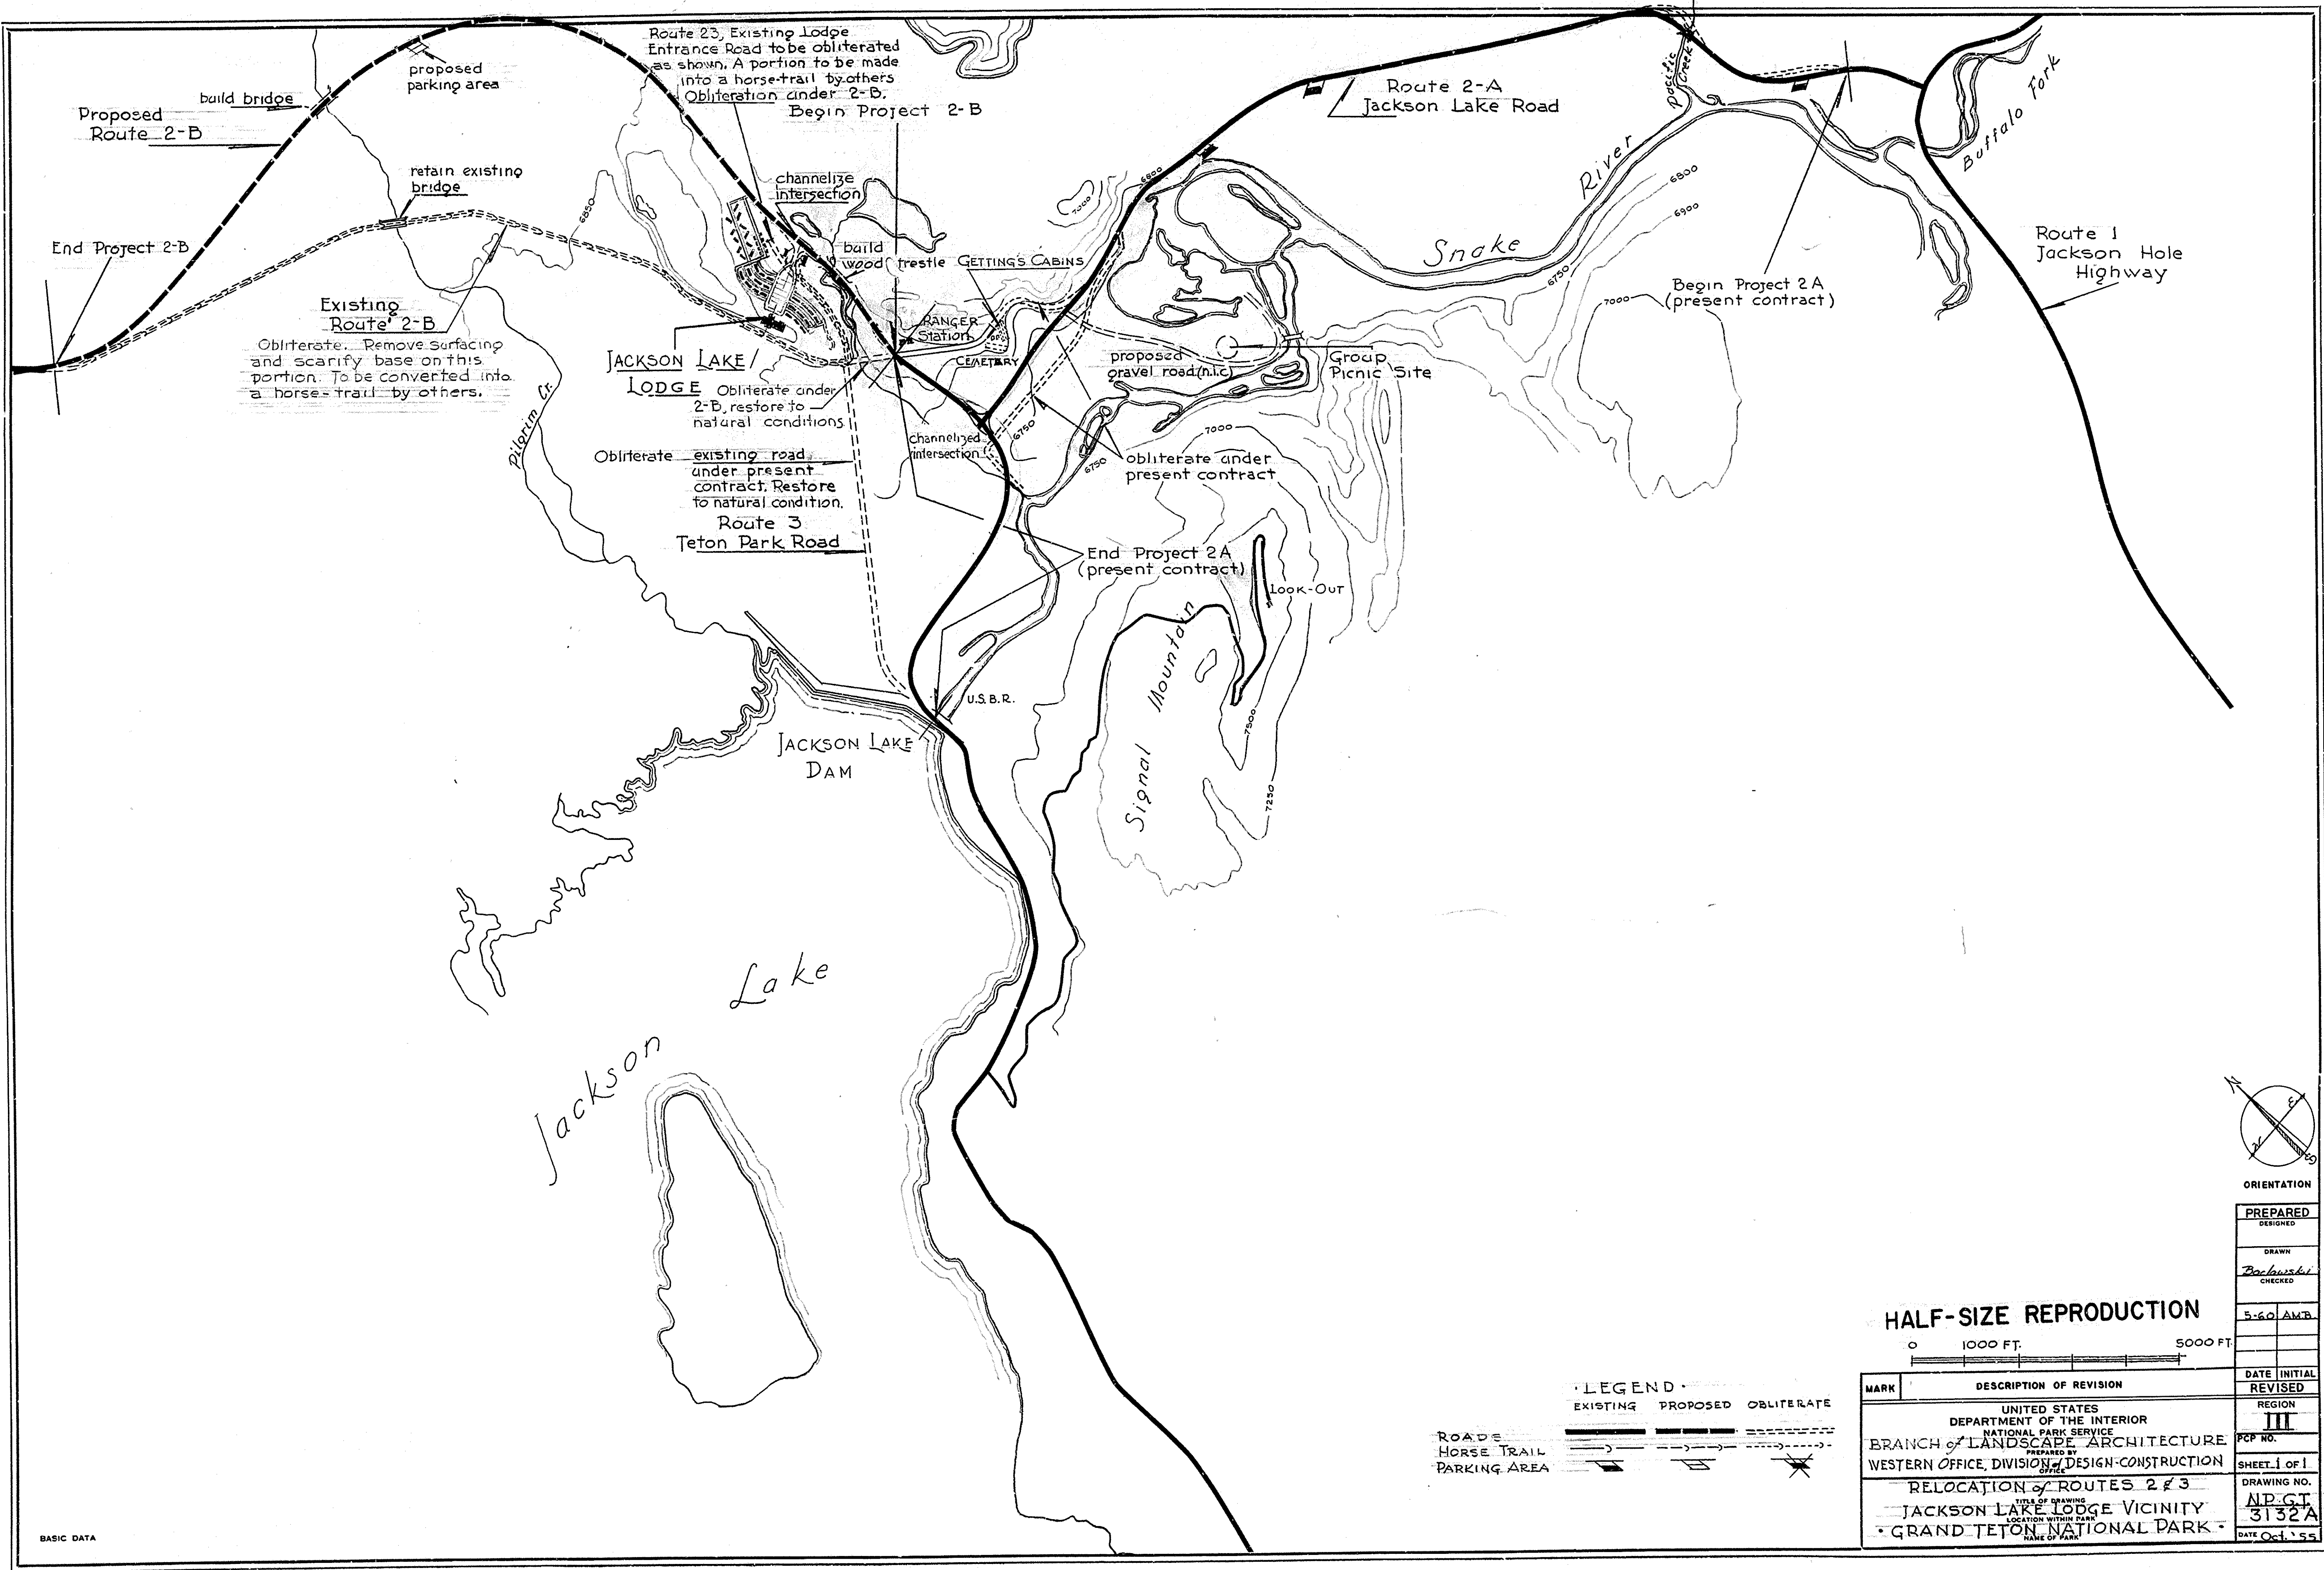 proposed
parking area
build bridge
Proposed
Route 2-B
Route 23, Existing Lodge
Entrance Road to be obliterated
as shown. A portion to be made
into a horse-trail by others
Obliteration under 2-B.
Begin Project 2-B
Route 2-A
Jackson Lake Road
Pacific
Creek
Buffalo Fork
retain existing
bridge
channelize
intersection
6850
End Project 2-B
build
wood trestle
GETTING'S CABINS
7000
6800
Snake
River
6800
6900
6750
7000
Route 1
Jackson Hole
Highway
Begin Project 2A
(present contract)
Existing
Route 2-B
Obliterate. Remove surfacing
and scarify base on this
portion. To be converted into
a horse-trail by others.
Pilgrim Cr.
RANGER
Station
CEMETARY
JACKSON LAKE
LODGE
proposed
gravel road (n.i.c)
Group
Picnic Site
Obliterate under
2-B, restore to
natural conditions
channelized
intersection
6750
6750
7000
obliterate under
present contract
Obliterate existing road
under present
contract. Restore
to natural condition.
Route 3
Teton Park Road
End Project 2A
(present contract)
LOOK-OUT
Signal Mountain
7500
7250
U.S.B.R.
JACKSON LAKE
DAM
Jackson Lake
N
E
W
S
ORIENTATION
PREPARED
DESIGNED
DRAWN
Barlowski
CHECKED
5-60 AMB
DATE INITIAL
REVISED
REGION
III
PCP NO.
SHEET 1 OF 1
DRAWING NO.
N.P.-G.T.
3132A
DATE Oct. '55
HALF-SIZE REPRODUCTION
0 1000 FT. 5000 FT.
MARK DESCRIPTION OF REVISION
UNITED STATES
DEPARTMENT OF THE INTERIOR
NATIONAL PARK SERVICE
BRANCH of LANDSCAPE ARCHITECTURE
PREPARED BY
WESTERN OFFICE, DIVISION of DESIGN-CONSTRUCTION
OFFICE
RELOCATION of ROUTES 2 & 3
TITLE OF DRAWING
JACKSON LAKE LODGE VICINITY
LOCATION WITHIN PARK
• GRAND TETON NATIONAL PARK •
NAME OF PARK
• LEGEND •
EXISTING PROPOSED OBLITERATE
ROADS
HORSE TRAIL
PARKING AREA
BASIC DATA